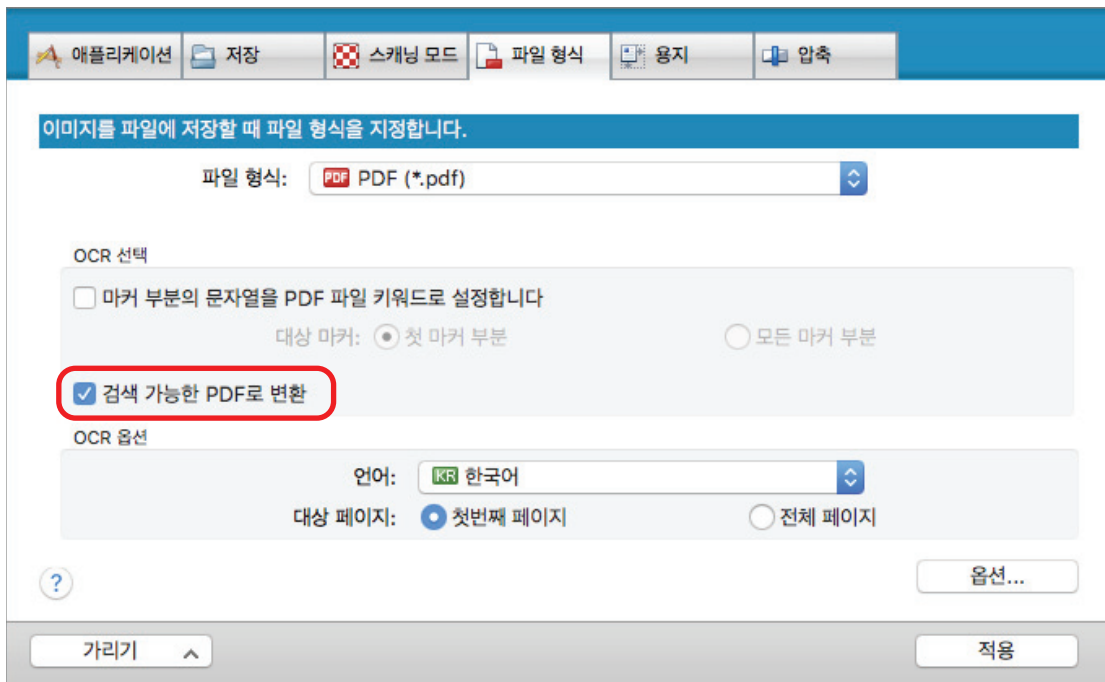 애플리케이션 저장 스캐닝 모드 파일 형식 용지 압축
이미지를 파일에 저장할 때 파일 형식을 지정합니다.
파일 형식: PDF PDF (*.pdf)
OCR 선택
마커 부분의 문자열을 PDF 파일 키워드로 설정합니다
대상 마커: 첫 마커 부분 모든 마커 부분
검색 가능한 PDF로 변환
OCR 옵션
언어: KR 한국어
대상 페이지: 첫번째 페이지 전체 페이지
? 옵션...
가리기 적용